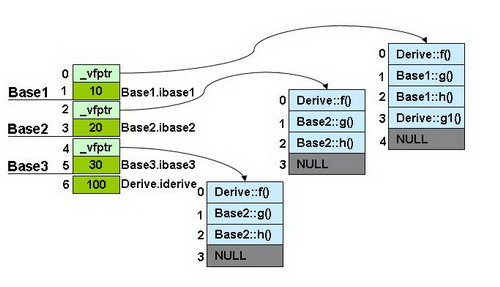 0 _vfptr
Base1 1 10 Base1.ibase1
2 _vfptr
Base2 3 20 Base2.ibase2
4 _vfptr
Base3 5 30 Base3.ibase3
6 100 Derive.iderive
0 Derive::f()
1 Base1::g()
2 Base1::h()
3 Derive::g1()
4 NULL
0 Derive::f()
1 Base2::g()
2 Base2::h()
3 NULL
0 Derive::f()
1 Base2::g()
2 Base2::h()
3 NULL